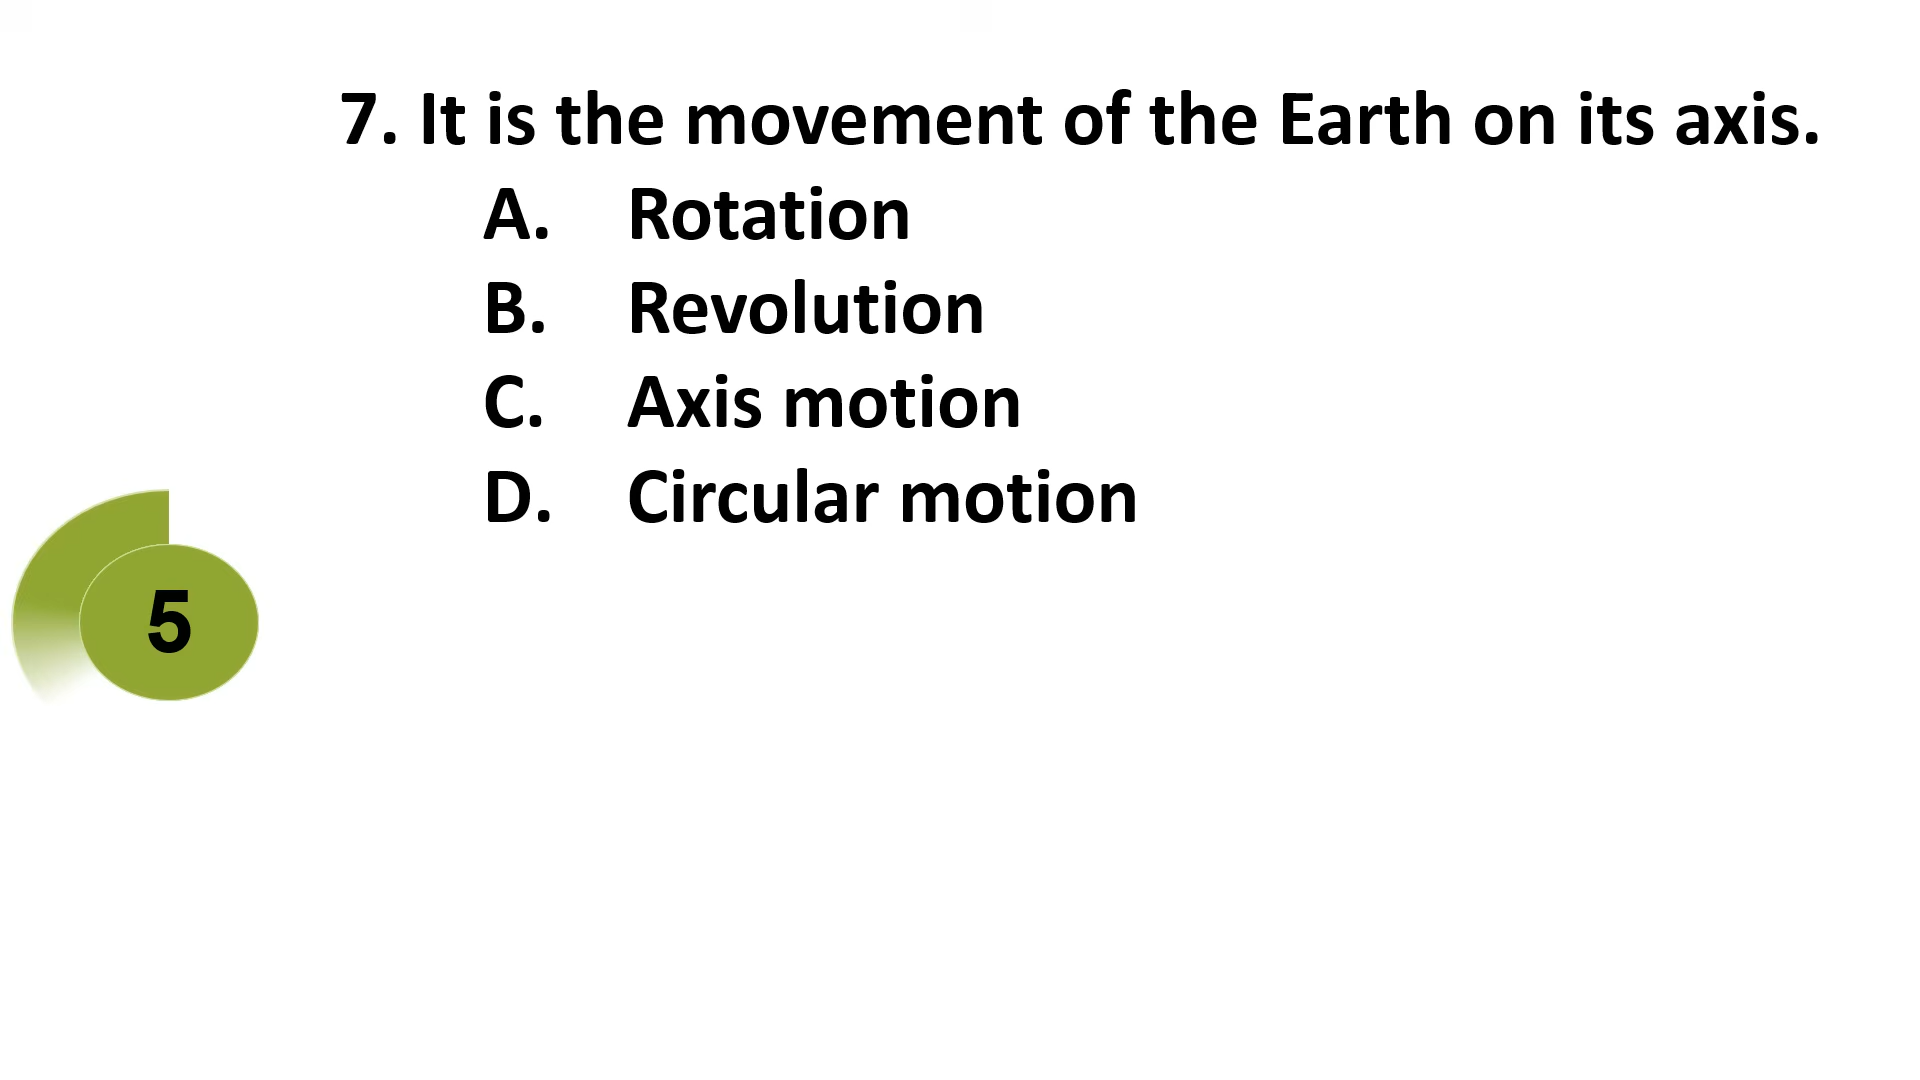 7. It is the movement of the Earth on its axis.
A. Rotation
B. Revolution
C. Axis motion
D. Circular motion
5